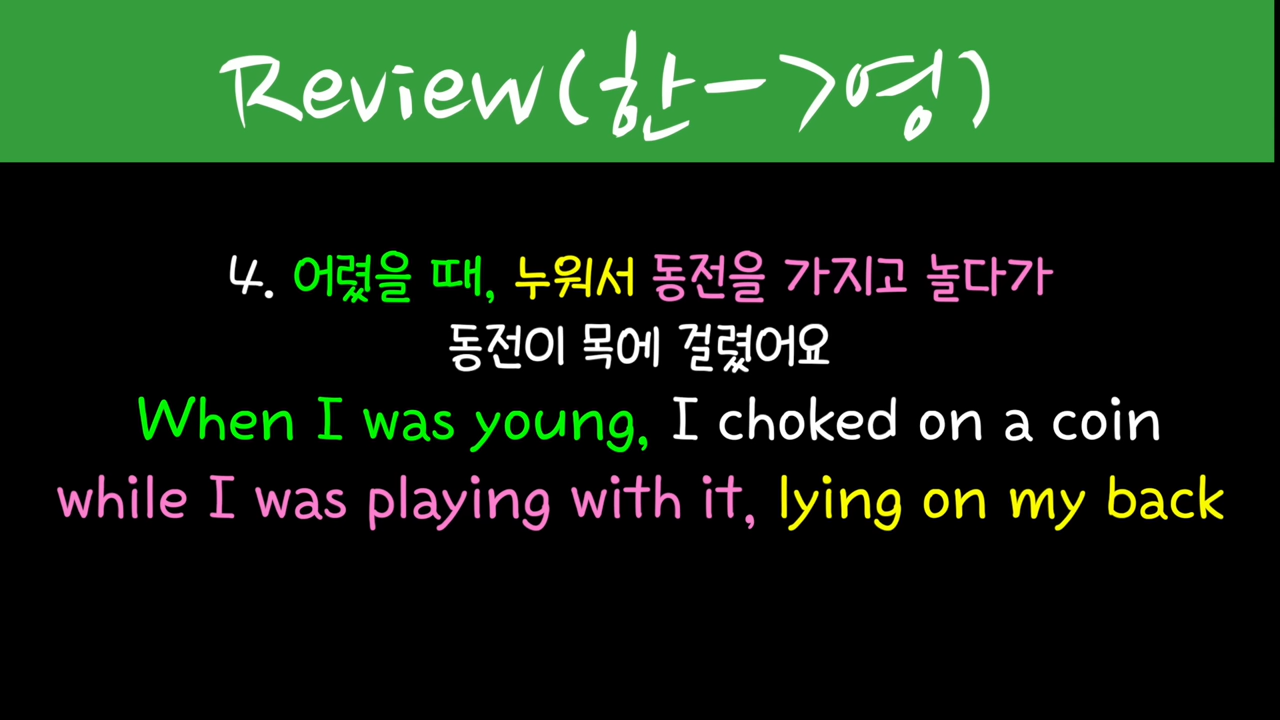 Review(한->영)
4. 어렸을 때, 누워서 동전을 가지고 놀다가
동전이 목에 걸렸어요
When I was young, I choked on a coin
while I was playing with it, lying on my back